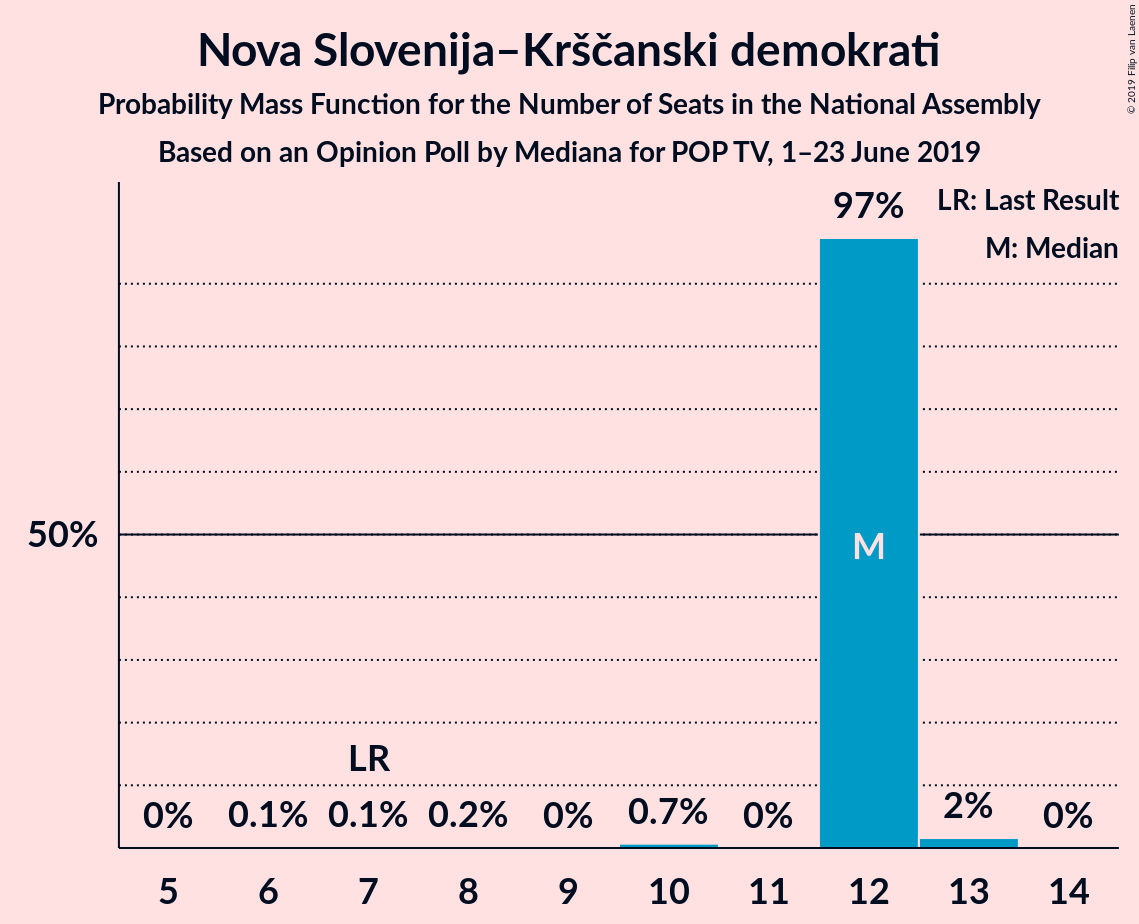 Nova Slovenija–Krščanski demokrati
Probability Mass Function for the Number of Seats in the National Assembly
Based on an Opinion Poll by Mediana for POP TV, 1–23 June 2019
© 2019 Filip van Laenen
LR: Last Result
M: Median
97%
50%
M
LR
0%
0.1%
0.1%
0.2%
0%
0.7%
0%
2%
0%
5
6
7
8
9
10
11
12
13
14